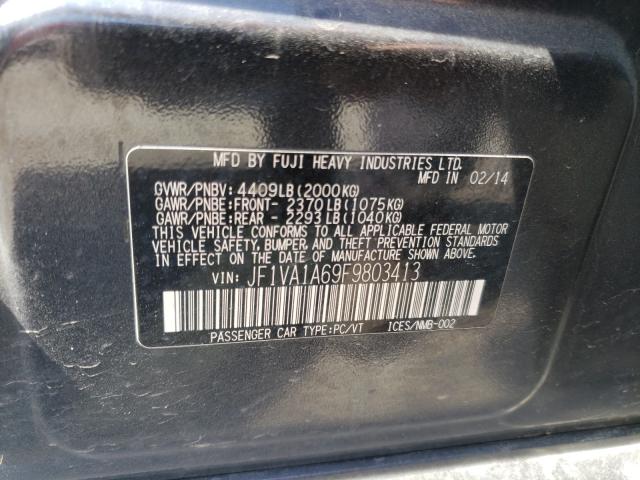 MFD BY FUJI HEAVY INDUSTRIES LTD.
MFD IN 02/14
GVWR/PNBV: 4409LB(2000KG)
GAWR/PNBE:FRONT- 2370LB(1075KG)
GAWR/PNBE:REAR - 2293LB(1040KG)
THIS VEHICLE CONFORMS TO ALL APPLICABLE FEDERAL MOTOR
VEHICLE SAFETY, BUMPER, AND THEFT PREVENTION STANDARDS
IN EFFECT ON THE DATE OF MANUFACTURE SHOWN ABOVE.
VIN: JF1VA1A69F9803413
PASSENGER CAR TYPE:PC/VT ICES/NMB-002